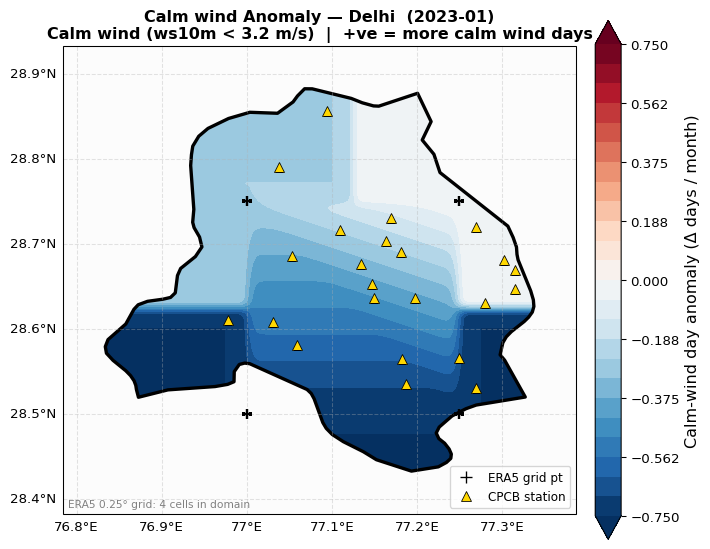 Calm wind Anomaly — Delhi  (2023-01)
Calm wind (ws10m < 3.2 m/s)  |  +ve = more calm wind days
28.9°N
28.8°N
28.7°N
28.6°N
28.5°N
28.4°N
76.8°E
76.9°E
77°E
77.1°E
77.2°E
77.3°E
ERA5 0.25° grid: 4 cells in domain
ERA5 grid pt
CPCB station
0.750
0.562
0.375
0.188
0.000
−0.188
−0.375
−0.562
−0.750
Calm-wind day anomaly (Δ days / month)